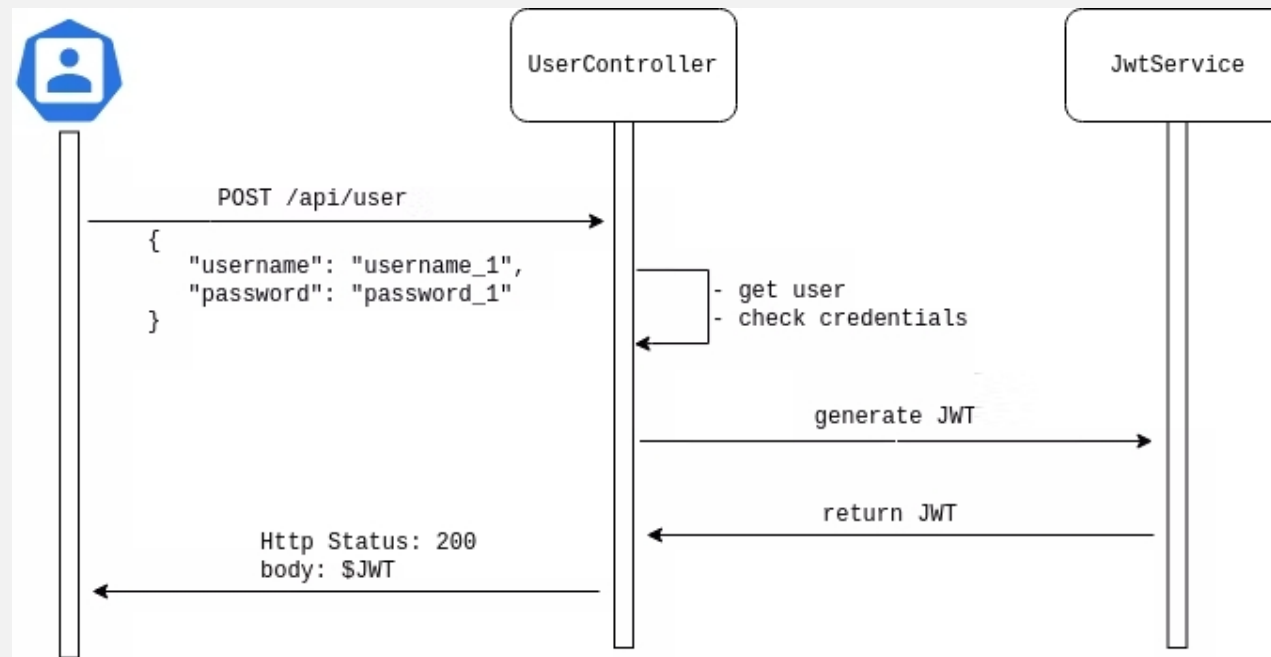 UserController
JwtService
POST /api/user
{
"username": "username_1",
"password": "password_1"
}
- get user
- check credentials
generate JWT
return JWT
Http Status: 200
body: $JWT